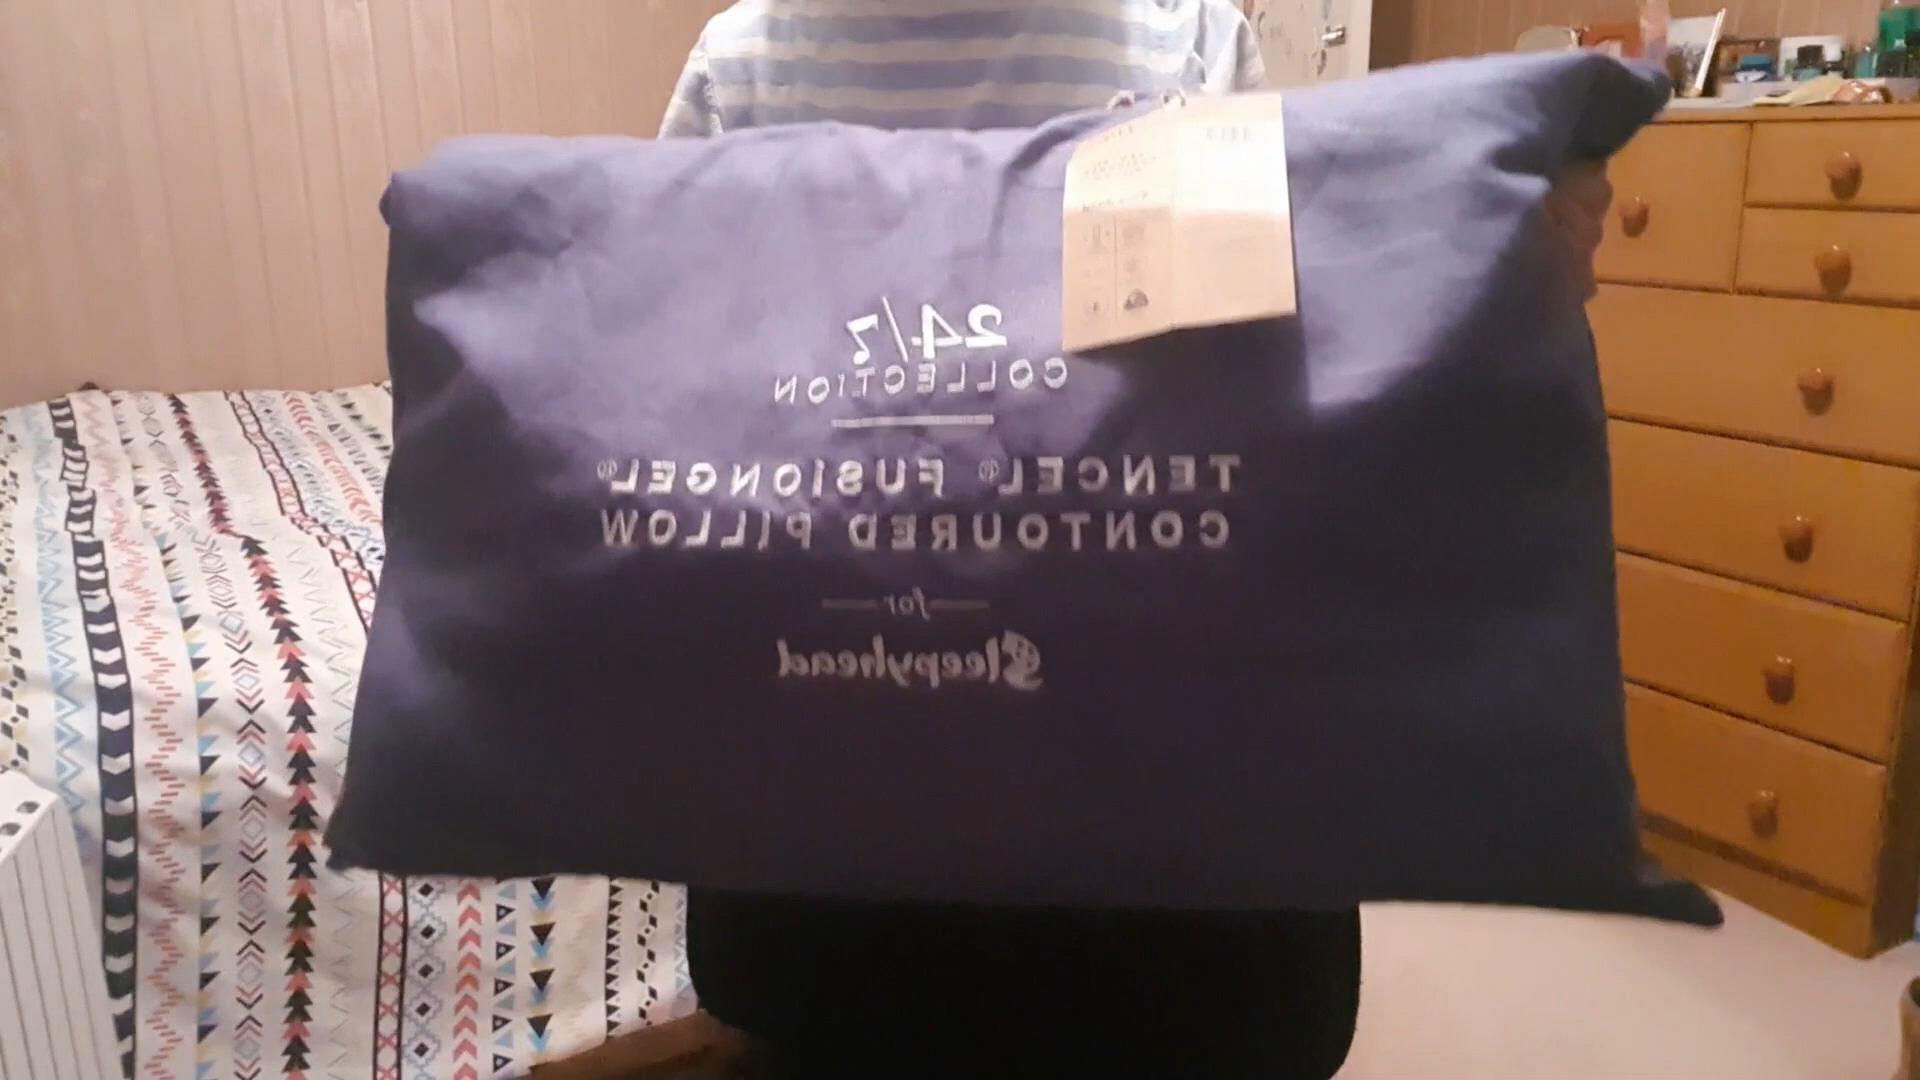 24/7
COLLECTION
TENCEL® FUSIONGEL®
CONTOURED PILLOW
for
Sleepyhead